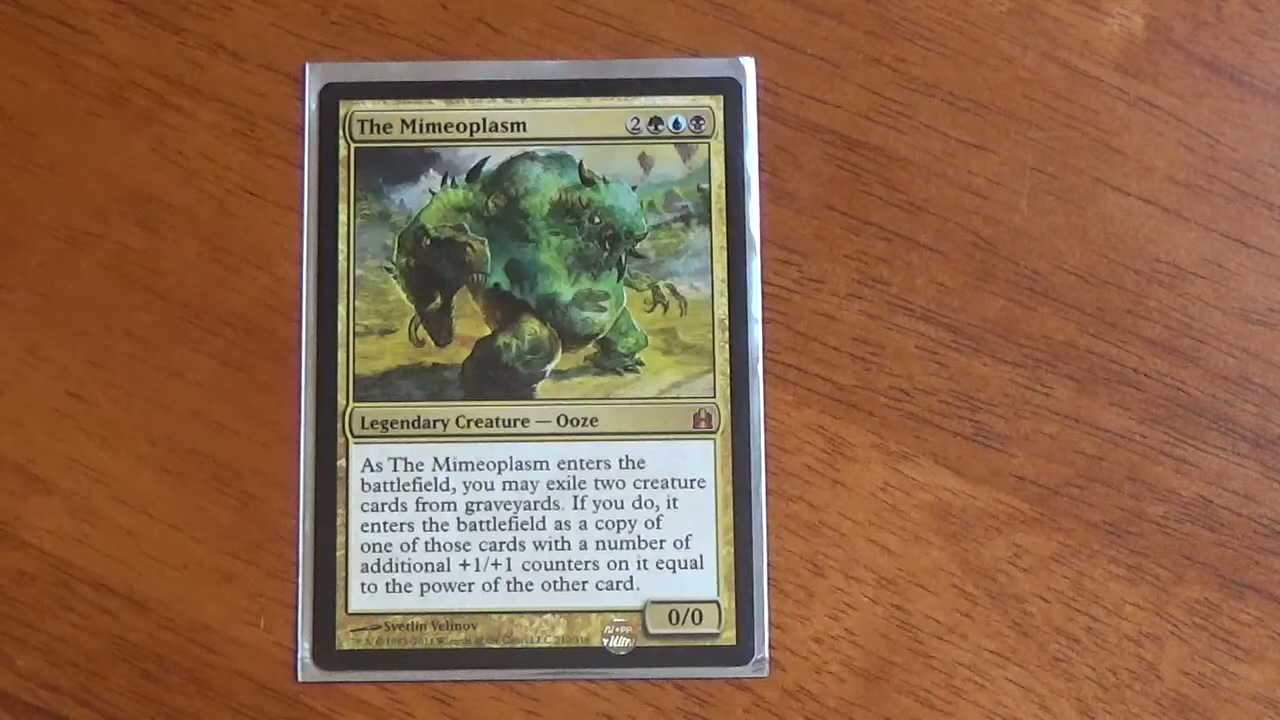 The Mimeoplasm 2
Legendary Creature — Ooze
As The Mimeoplasm enters the
battlefield, you may exile two creature
cards from graveyards. If you do, it
enters the battlefield as a copy of
one of those cards with a number of
additional +1/+1 counters on it equal
to the power of the other card.
0/0
Svetlin Velinov